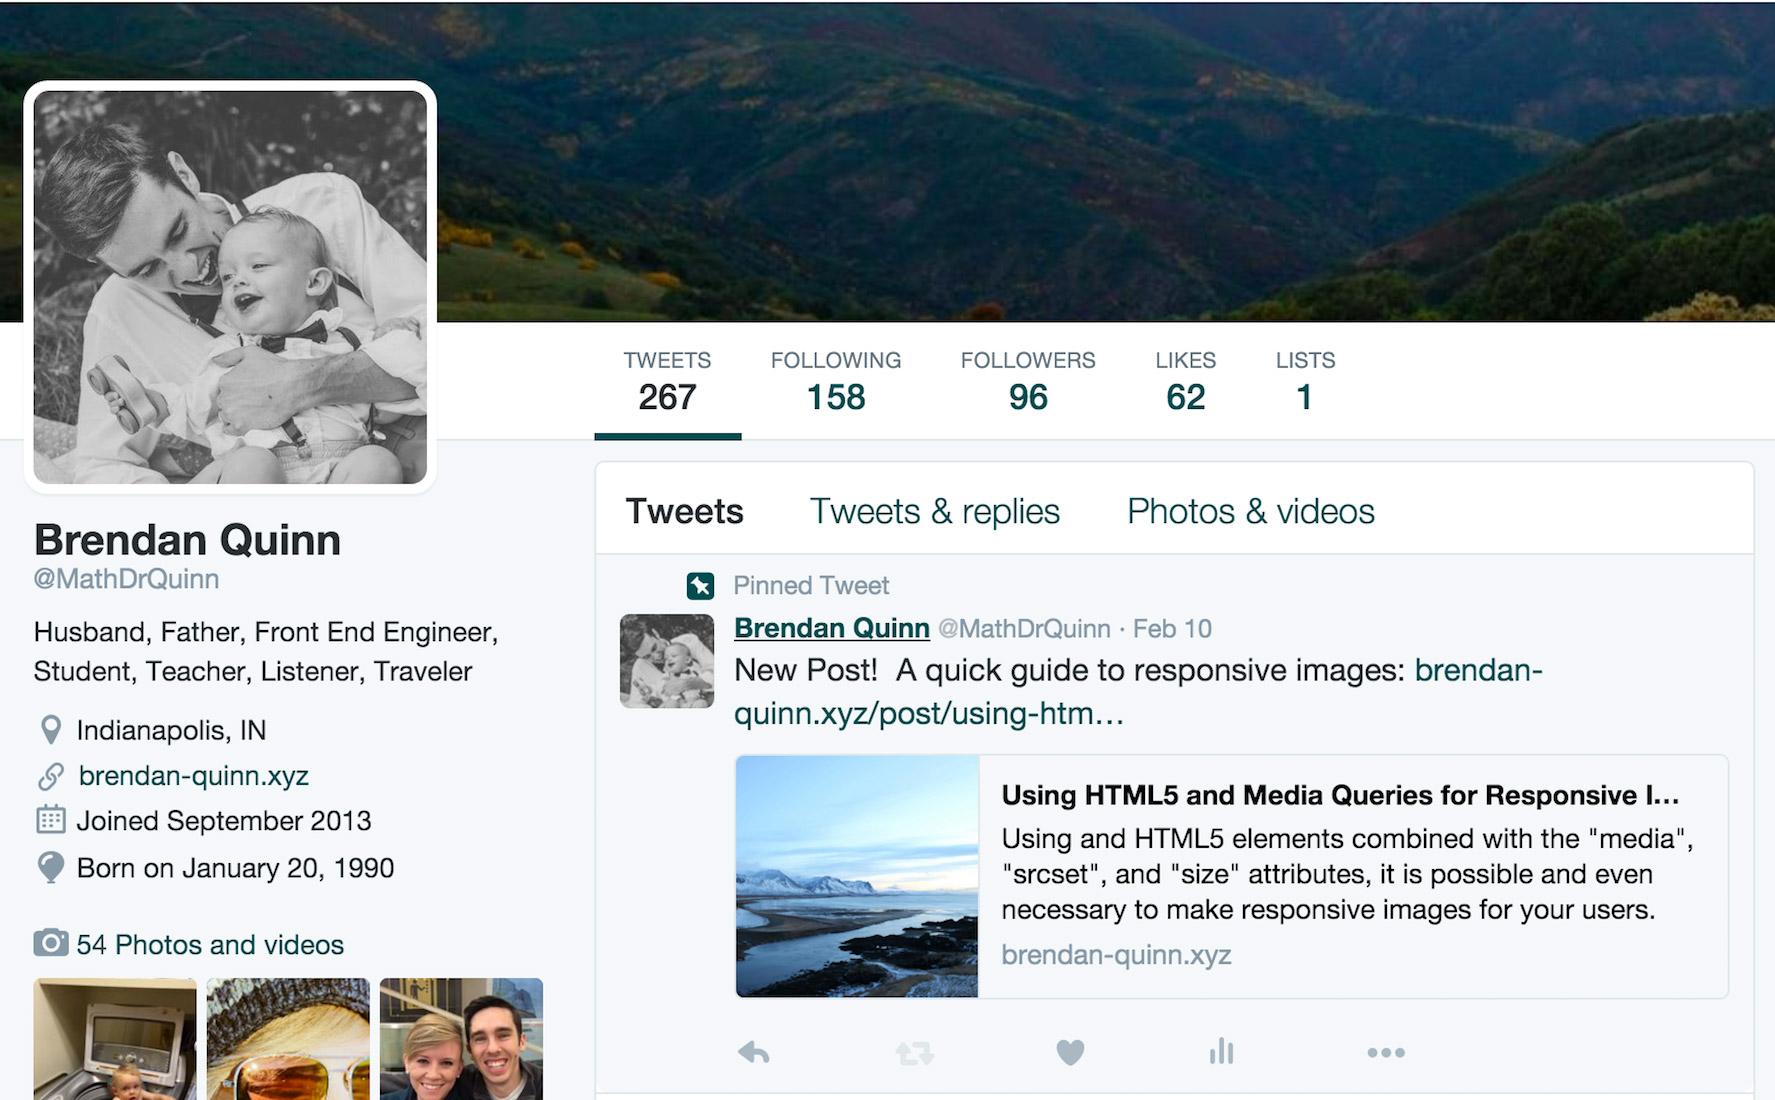 TWEETS FOLLOWING FOLLOWERS LIKES LISTS
267 158 96 62 1
Brendan Quinn
@MathDrQuinn
Husband, Father, Front End Engineer,
Student, Teacher, Listener, Traveler
Indianapolis, IN
brendan-quinn.xyz
Joined September 2013
Born on January 20, 1990
54 Photos and videos
Tweets Tweets & replies Photos & videos
Pinned Tweet
Brendan Quinn @MathDrQuinn · Feb 10
New Post!  A quick guide to responsive images: brendan-
quinn.xyz/post/using-htm…
Using HTML5 and Media Queries for Responsive I...
Using and HTML5 elements combined with the "media",
"srcset", and "size" attributes, it is possible and even
necessary to make responsive images for your users.
brendan-quinn.xyz